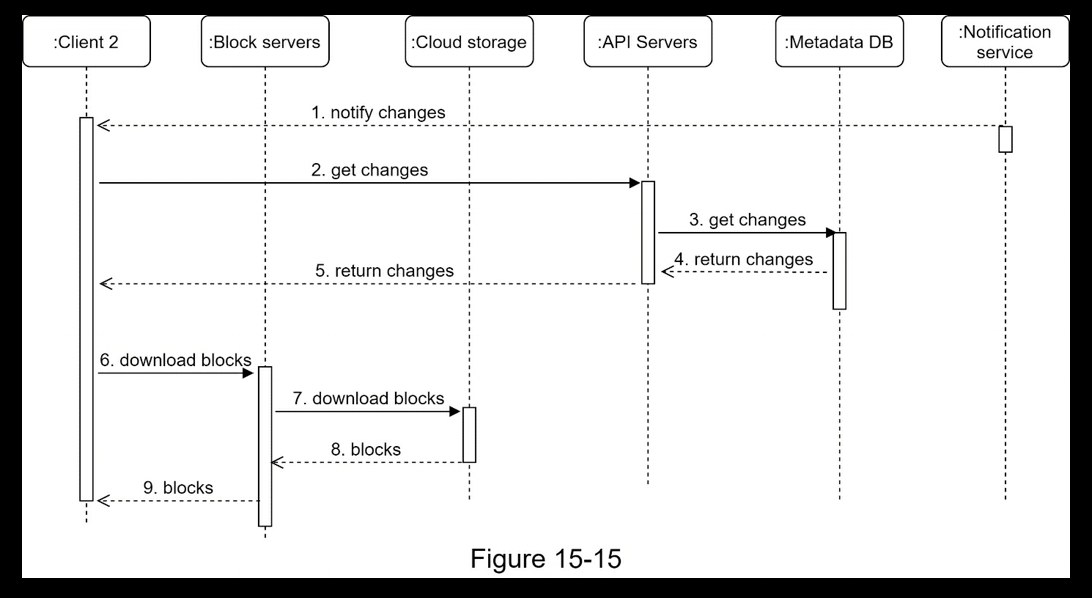 :Client 2
:Block servers
:Cloud storage
:API Servers
:Metadata DB
:Notification
service
1. notify changes
2. get changes
3. get changes
4. return changes
5. return changes
6. download blocks
7. download blocks
8. blocks
9. blocks
Figure 15-15